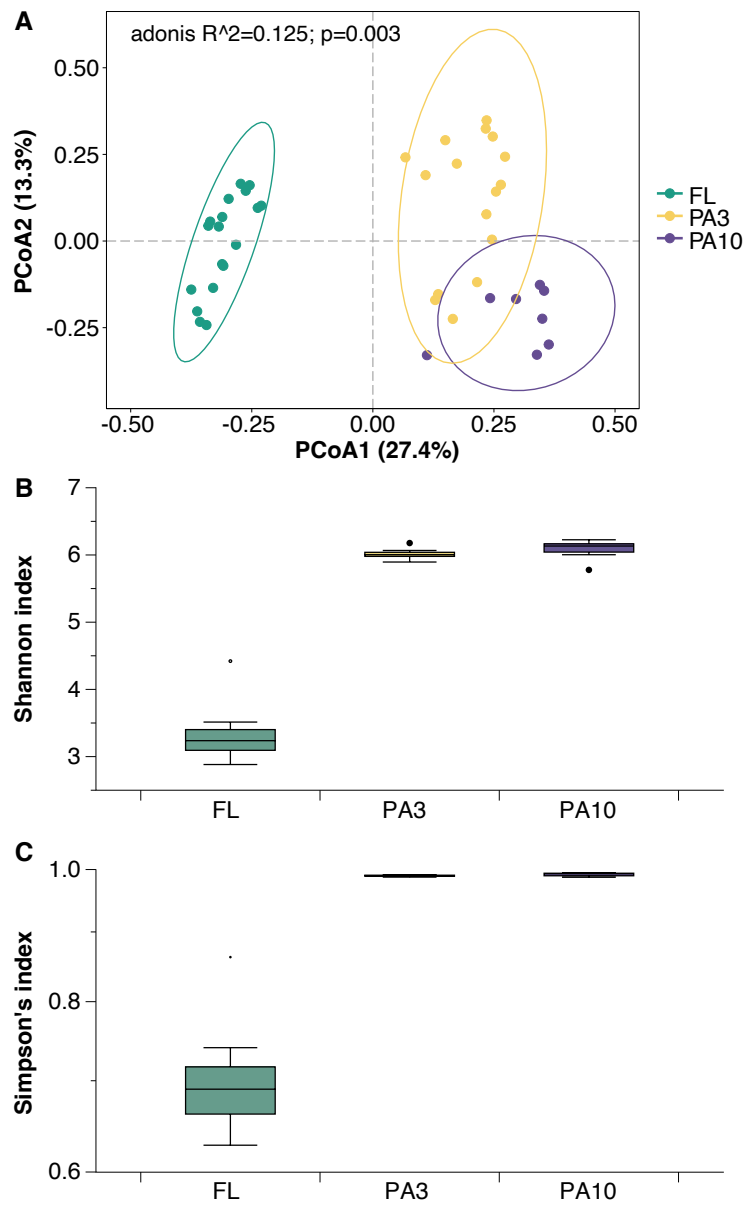 A
adonis R^2=0.125; p=0.003
0.50
0.25
0.00
-0.25
PCoA2 (13.3%)
-0.50 -0.25 0.00 0.25 0.50
PCoA1 (27.4%)
FL
PA3
PA10
B
7
6
5
4
3
Shannon index
FL PA3 PA10
C
1.0
0.8
0.6
Simpson's index
FL PA3 PA10